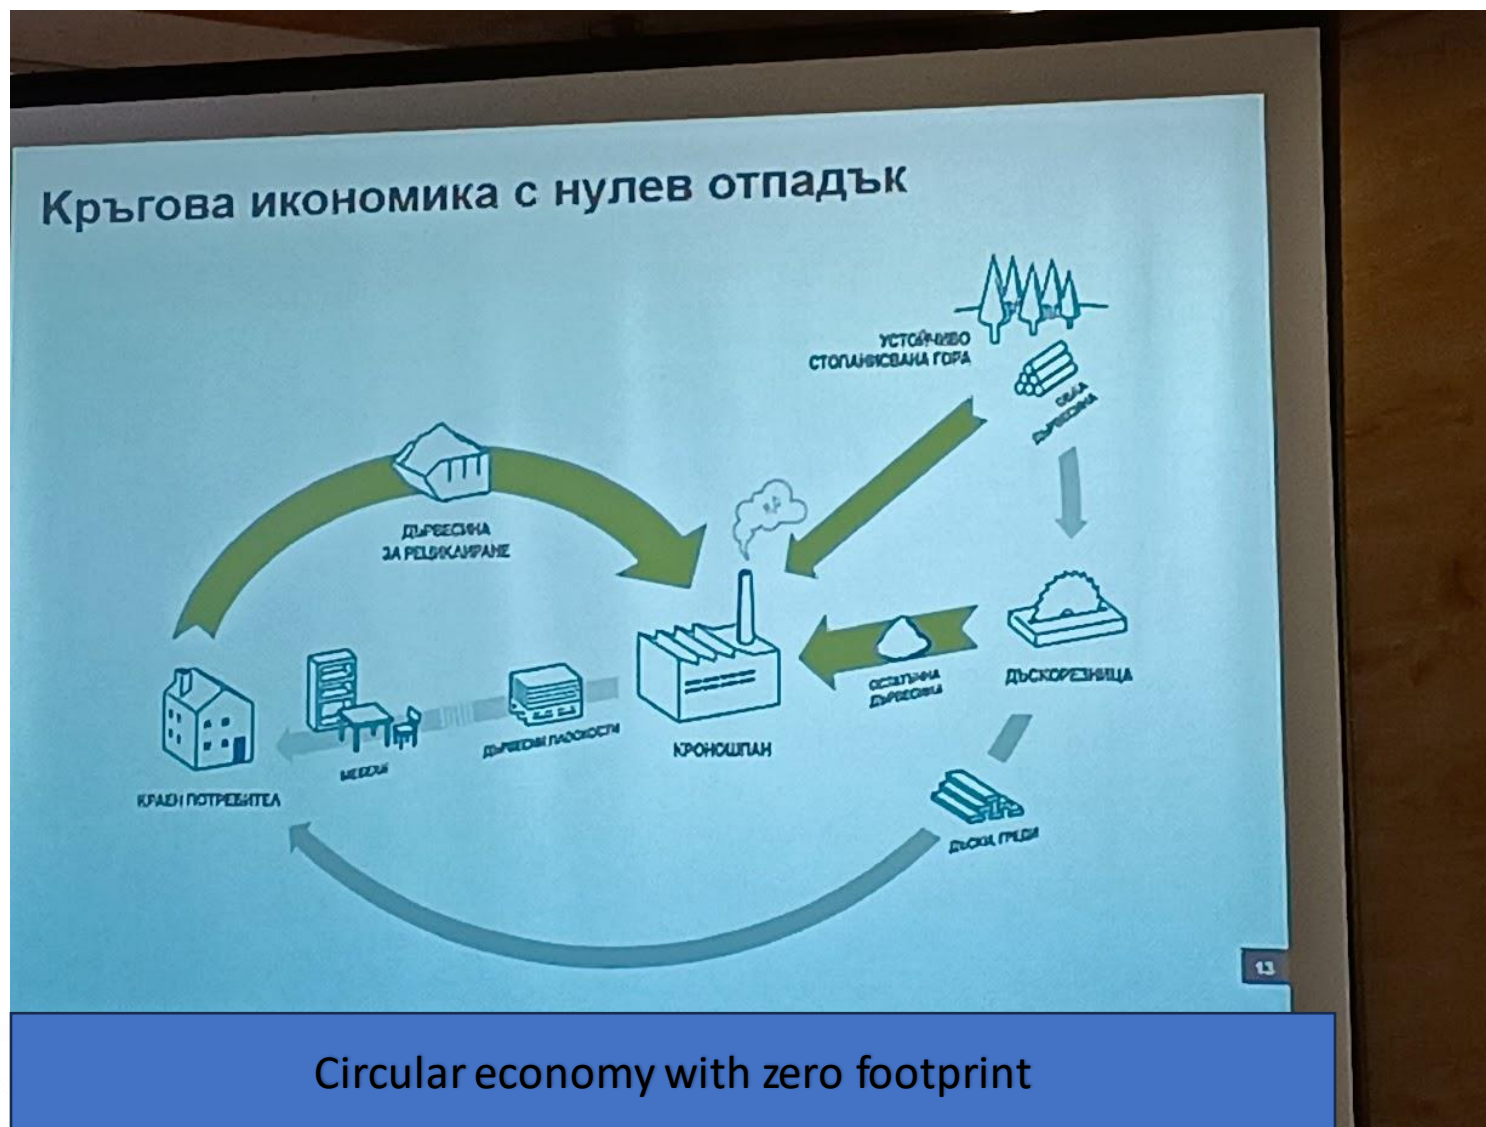 Кръгова икономика с нулев отпадък
УСТОЙЧИВО
СТОПАНИСВАНА ГОРА
ОБЛА
ДЪРВЕСИНА
ДЪРВЕСИНА
ЗА РЕЦИКЛИРАНЕ
ОСТАТЪЧНА
ДЪРВЕСИНА
ДЪСКОРЕЗНИЦА
КРОНОШПАН
ДЪРВЕСНИ ПЛОСКОСТИ
МЕБЕЛИ
КРАЕН ПОТРЕБИТЕЛ
ДЪСКИ, ГРЕДИ
13
Circular economy with zero footprint